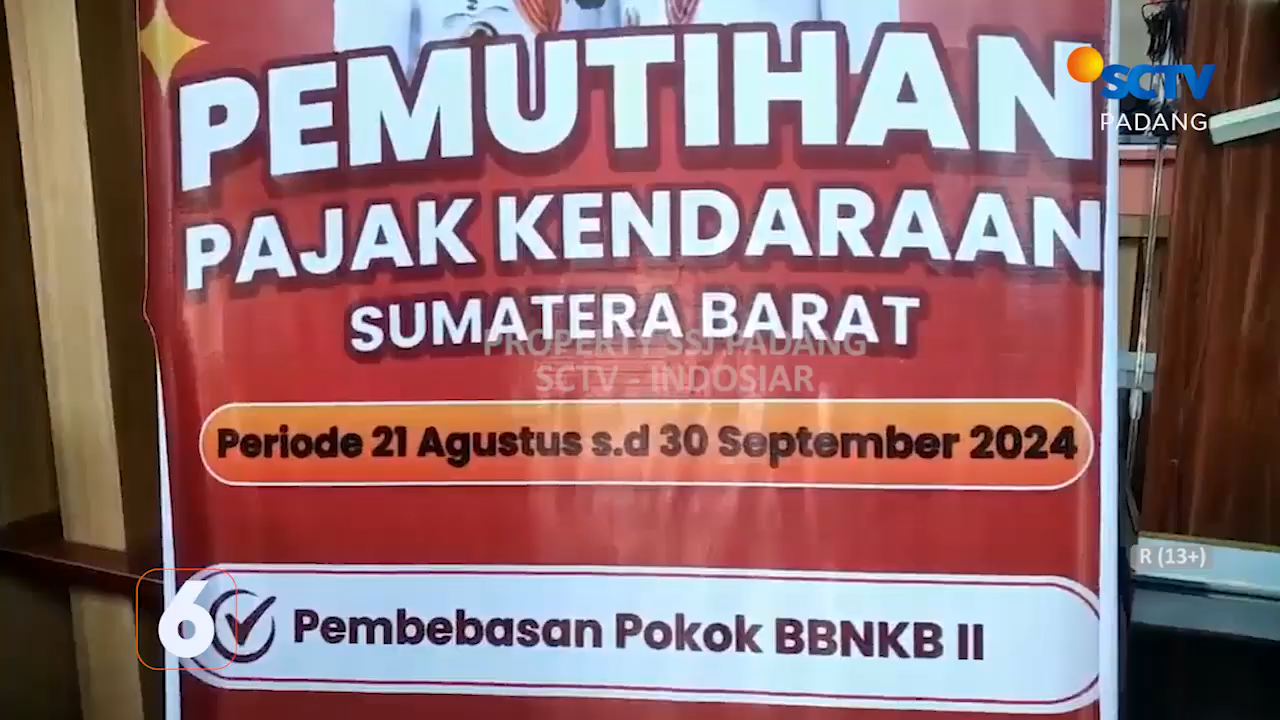 PEMUTIHAN
SCTV
PADANG
PAJAK KENDARAAN
SUMATERA BARAT
PROPERTY SSJ PADANG
SCTV - INDOSIAR
Periode 21 Agustus s.d 30 September 2024
R (13+)
6
Pembebasan Pokok BBNKB II